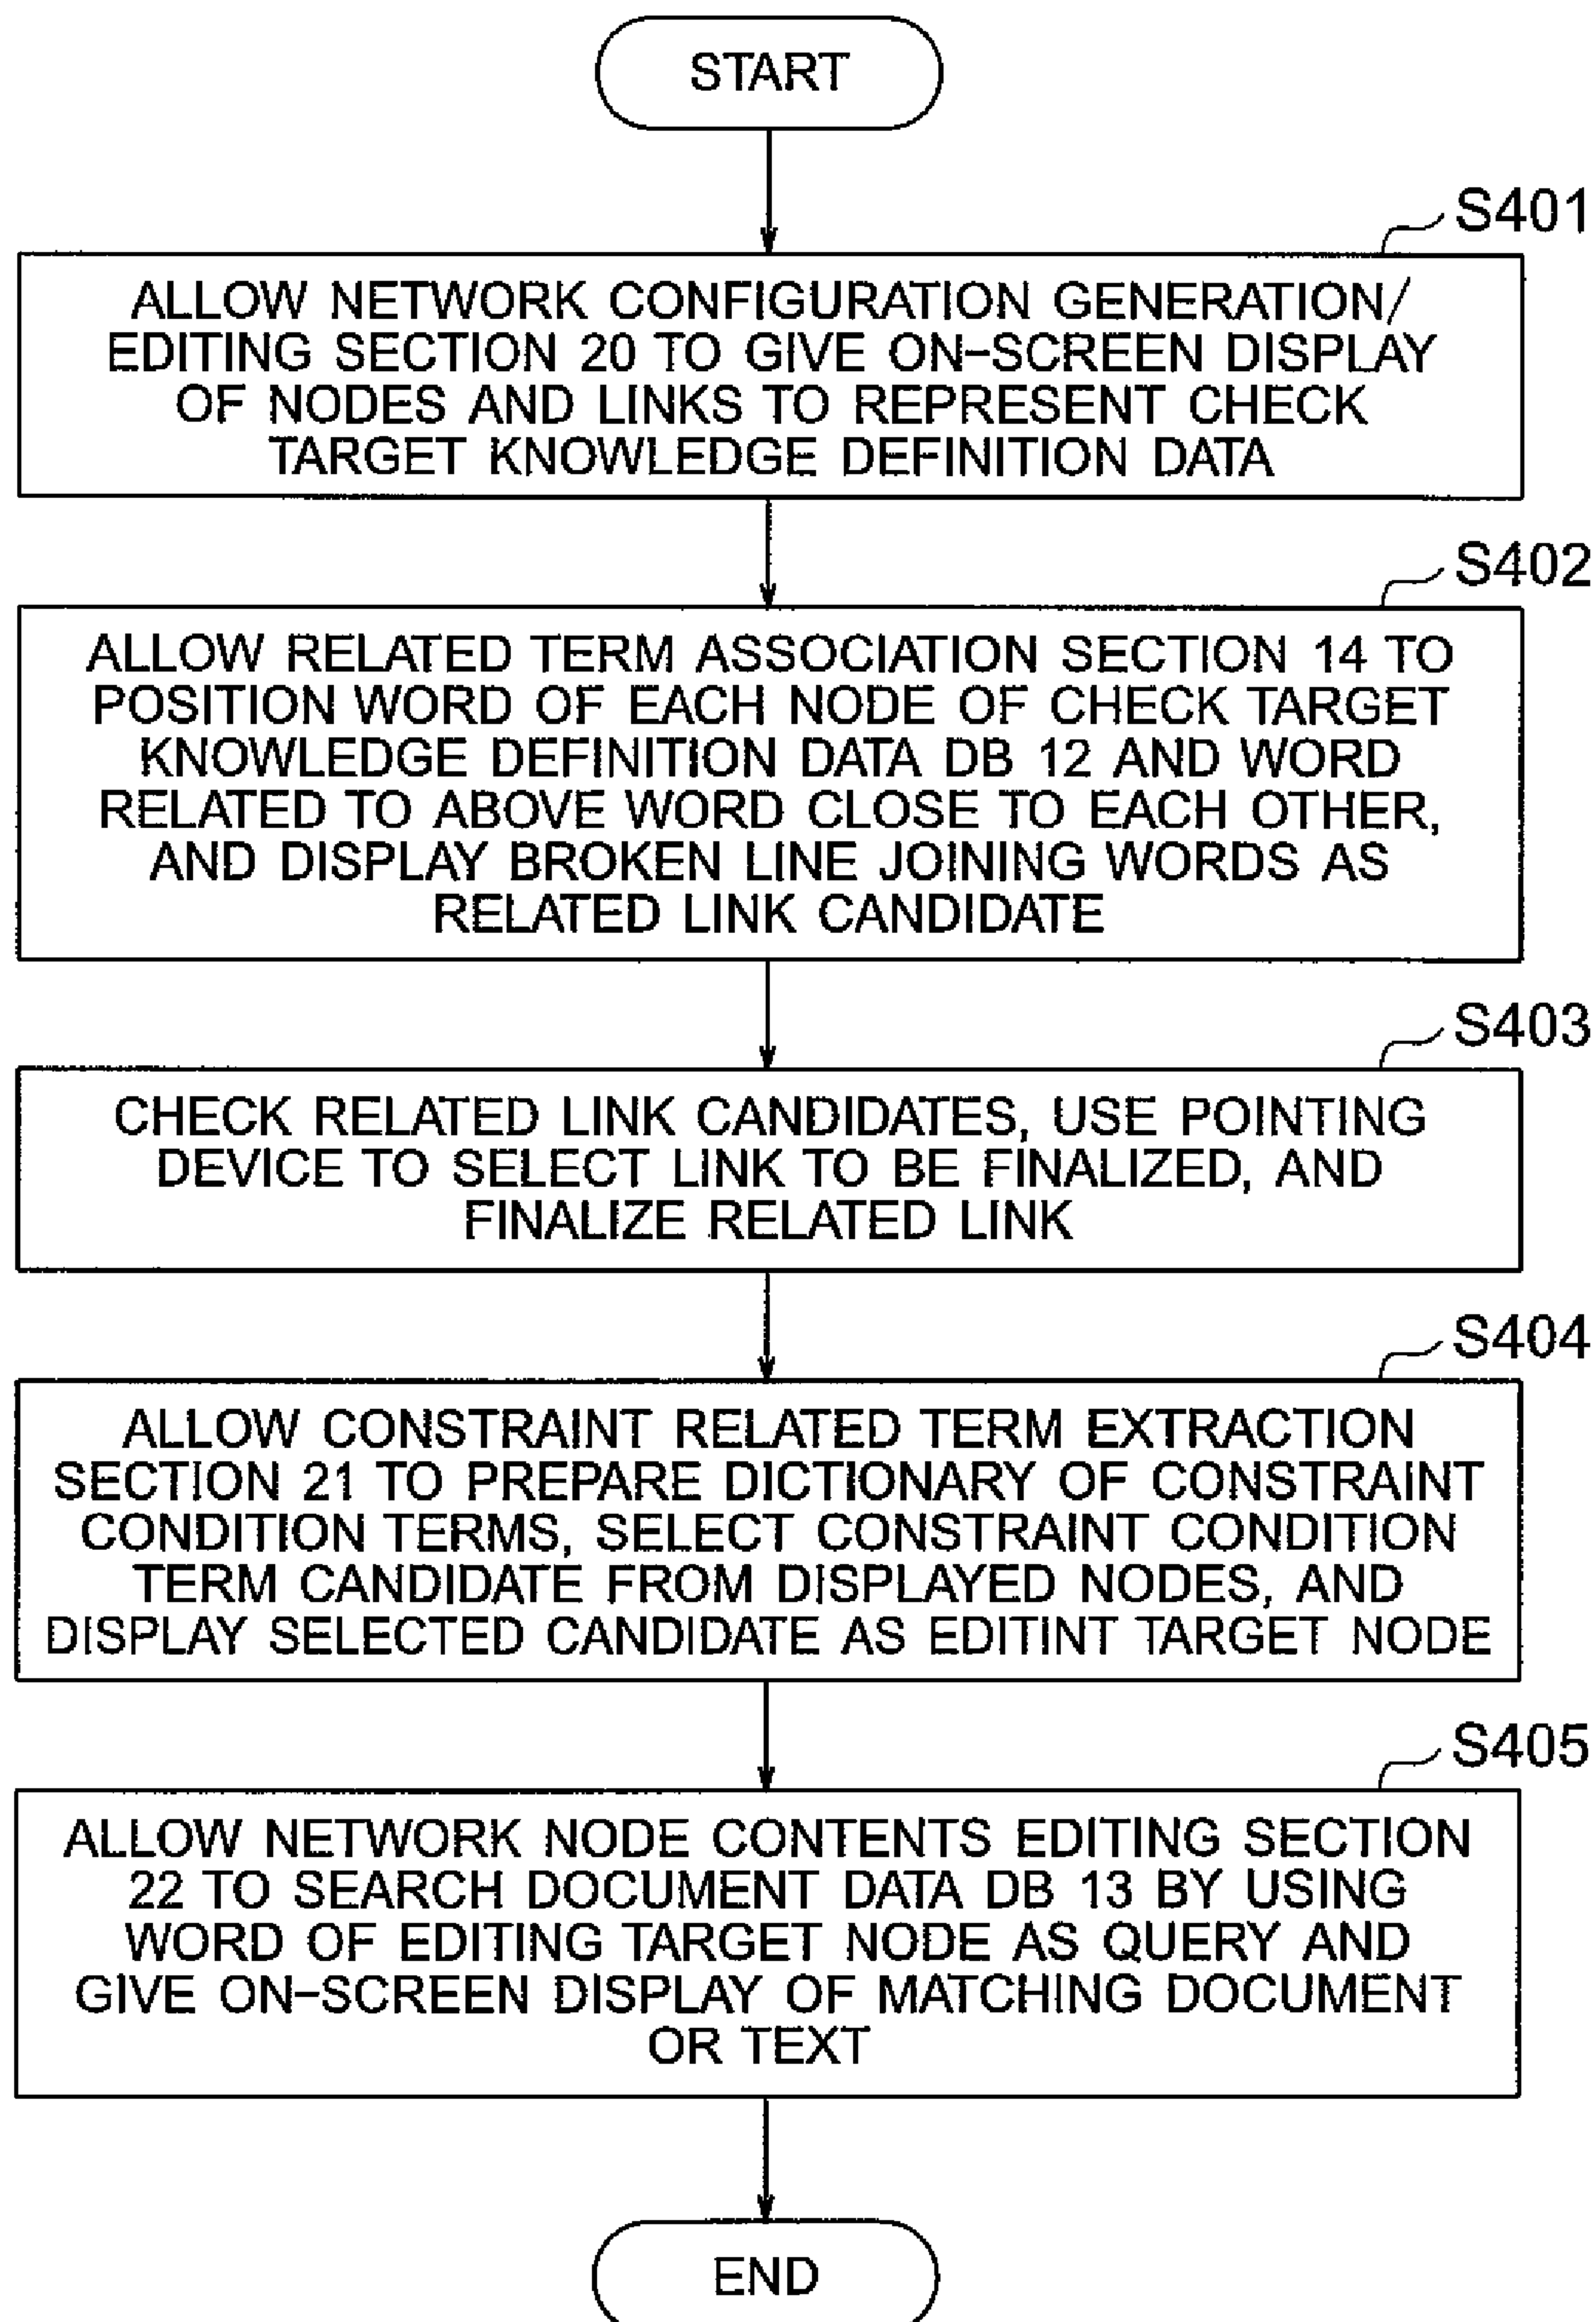 START
S401
ALLOW NETWORK CONFIGURATION GENERATION/
EDITING SECTION 20 TO GIVE ON-SCREEN DISPLAY
OF NODES AND LINKS TO REPRESENT CHECK
TARGET KNOWLEDGE DEFINITION DATA
S402
ALLOW RELATED TERM ASSOCIATION SECTION 14 TO
POSITION WORD OF EACH NODE OF CHECK TARGET
KNOWLEDGE DEFINITION DATA DB 12 AND WORD
RELATED TO ABOVE WORD CLOSE TO EACH OTHER,
AND DISPLAY BROKEN LINE JOINING WORDS AS
RELATED LINK CANDIDATE
S403
CHECK RELATED LINK CANDIDATES, USE POINTING
DEVICE TO SELECT LINK TO BE FINALIZED, AND
FINALIZE RELATED LINK
S404
ALLOW CONSTRAINT RELATED TERM EXTRACTION
SECTION 21 TO PREPARE DICTIONARY OF CONSTRAINT
CONDITION TERMS, SELECT CONSTRAINT CONDITION
TERM CANDIDATE FROM DISPLAYED NODES, AND
DISPLAY SELECTED CANDIDATE AS EDITINT TARGET NODE
S405
ALLOW NETWORK NODE CONTENTS EDITING SECTION
22 TO SEARCH DOCUMENT DATA DB 13 BY USING
WORD OF EDITING TARGET NODE AS QUERY AND
GIVE ON-SCREEN DISPLAY OF MATCHING DOCUMENT
OR TEXT
END